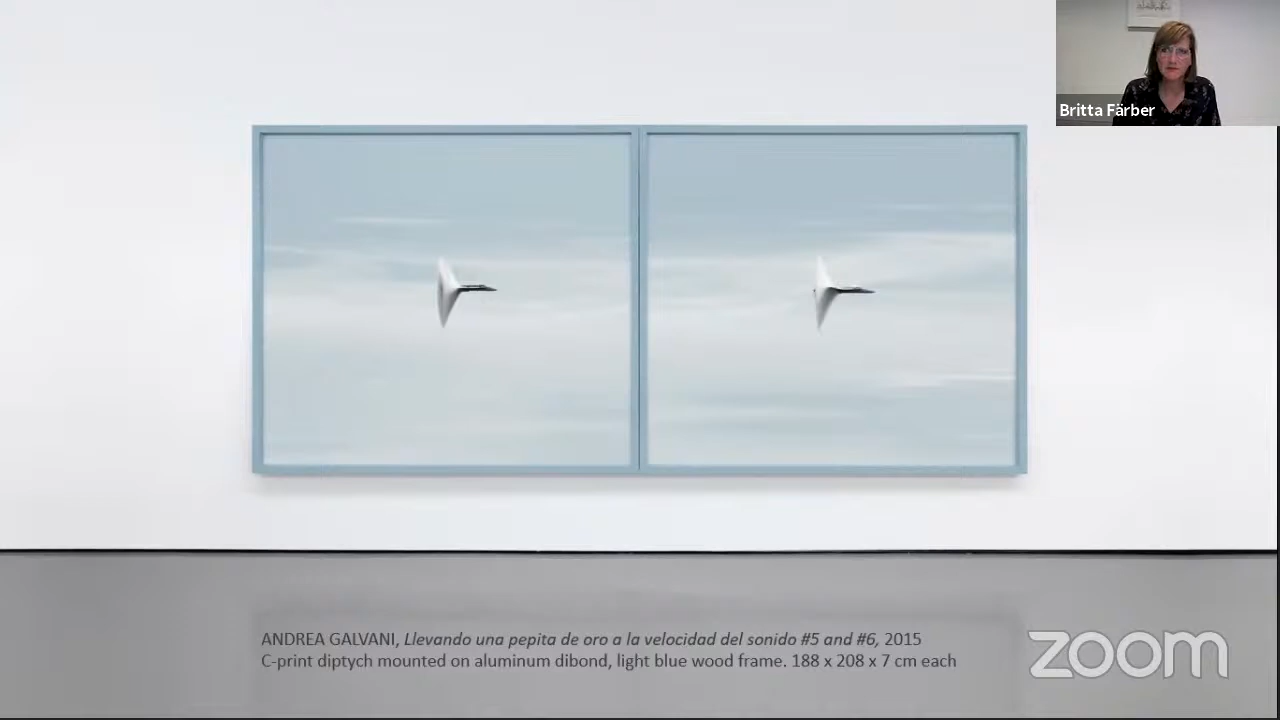 Britta Färber
ANDREA GALVANI, Llevando una pepita de oro a la velocidad del sonido #5 and #6, 2015
C-print diptych mounted on aluminum dibond, light blue wood frame. 188 x 208 x 7 cm each
zoom